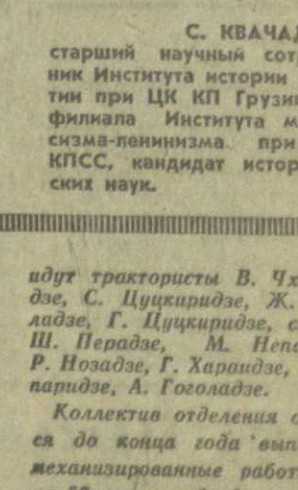 С. КВАЧАД
старший научный сот
ник Института истории
тии при ЦК КП Грузи
филиала Института м
сизма-ленинизма при
КПСС, кандидат истор
ских наук.
идут трактористы В. Чх
дзе, С. Цуцкиридзе, Ж.
ладзе, Г. Цуцкиридзе, с
Ш. Перадзе, М. Непа
Р. Нозадзе, Г. Хараидзе,
паридзе, А. Гоголадзе.
Коллектив отделения о
ся до конца года вып
механизированные работ